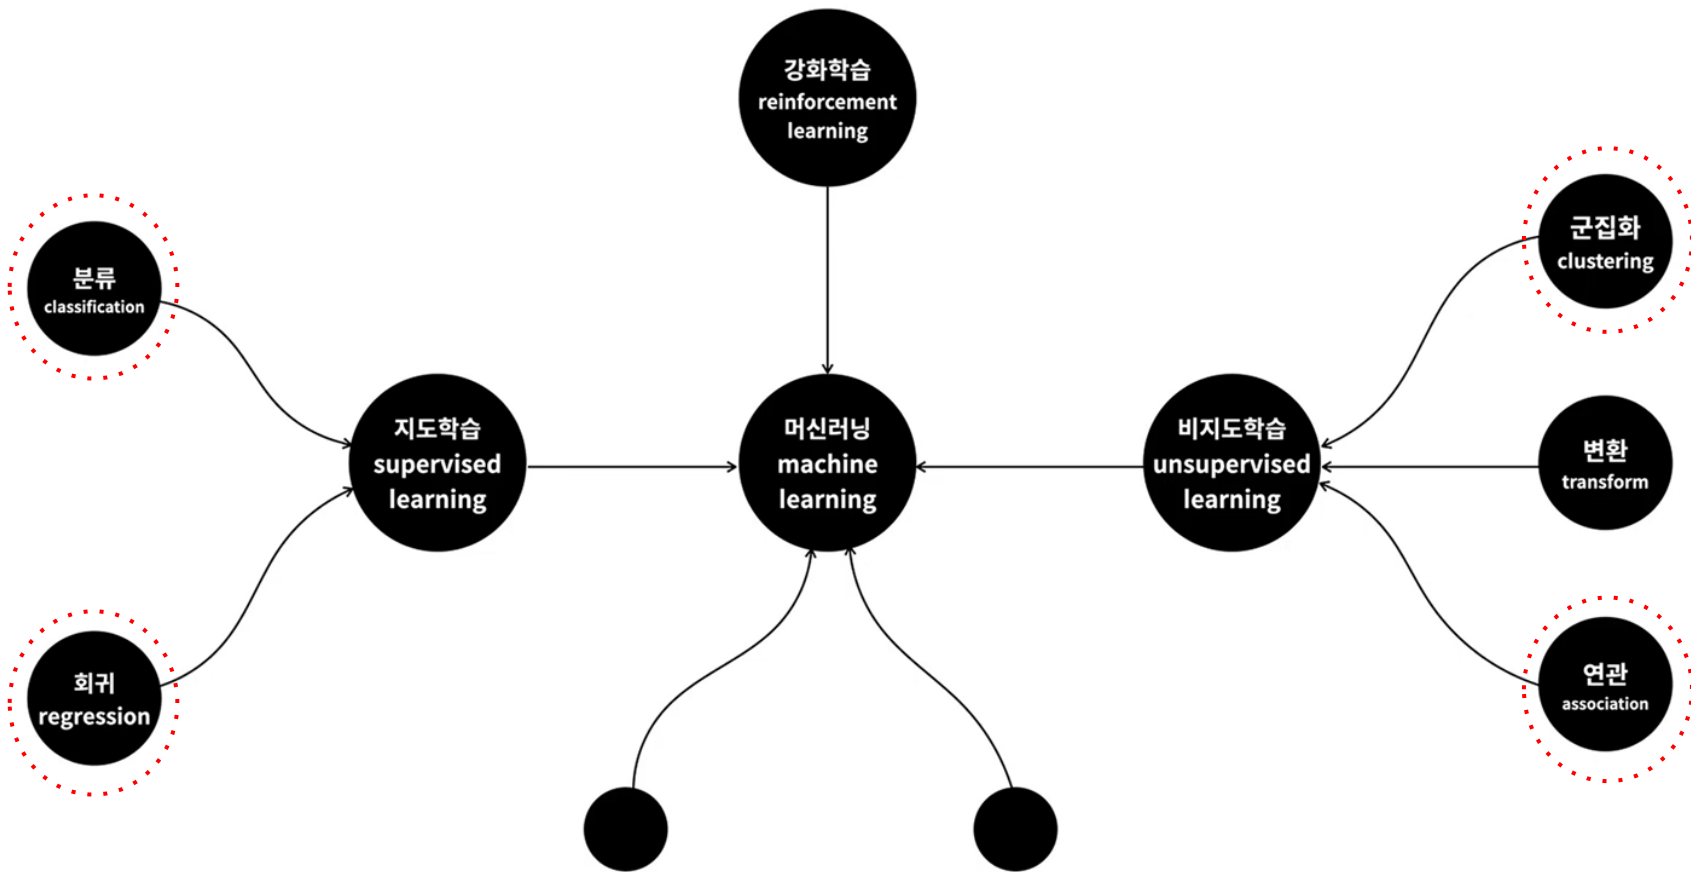 강화학습
reinforcement
learning
분류
classification
군집화
clustering
지도학습
supervised
learning
머신러닝
machine
learning
비지도학습
unsupervised
learning
변환
transform
회귀
regression
연관
association